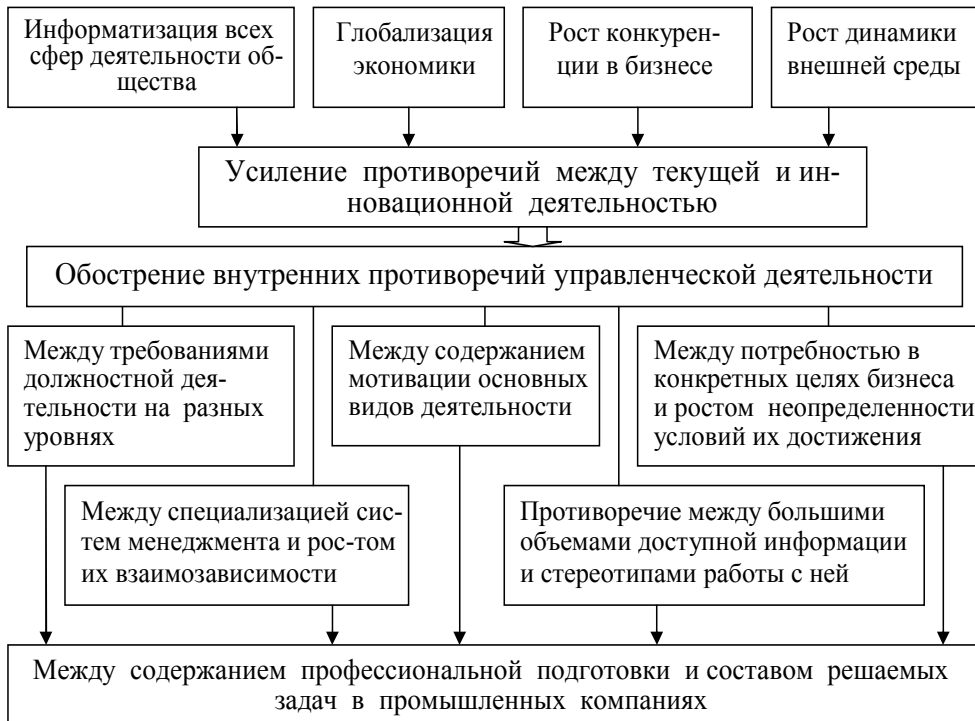 Информатизация всех
сфер деятельности об-
щества
Глобализация
экономики
Рост конкурен-
ции в бизнесе
Рост динамики
внешней среды
Усиление противоречий между текущей и ин-
новационной деятельностью
Обострение внутренних противоречий управленческой деятельности
Между требованиями
должностной дея-
тельности на разных
уровнях
Между содержанием
мотивации основных
видов деятельности
Между потребностью в
конкретных целях бизнеса
и ростом неопределенности
условий их достижения
Между специализацией сис-
тем менеджмента и рос-том
их взаимозависимости
Противоречие между большими
объемами доступной информации
и стереотипами работы с ней
Между содержанием профессиональной подготовки и составом решаемых
задач в промышленных компаниях